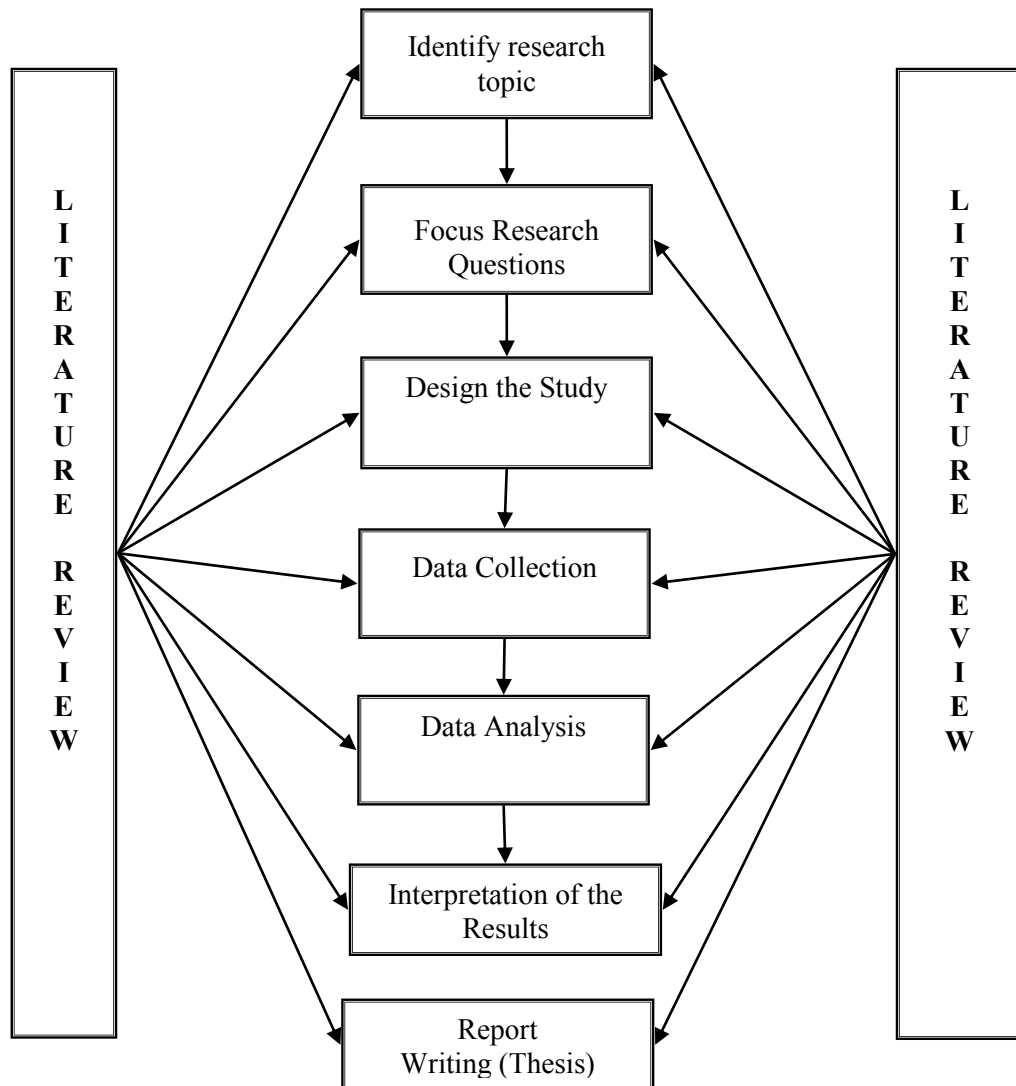 Identify research
topic
L
I
T
E
R
A
T
U
R
E
R
E
V
I
E
W
Focus Research
Questions
Design the Study
Data Collection
Data Analysis
Interpretation of the
Results
Report
Writing (Thesis)
L
I
T
E
R
A
T
U
R
E
R
E
V
I
E
W